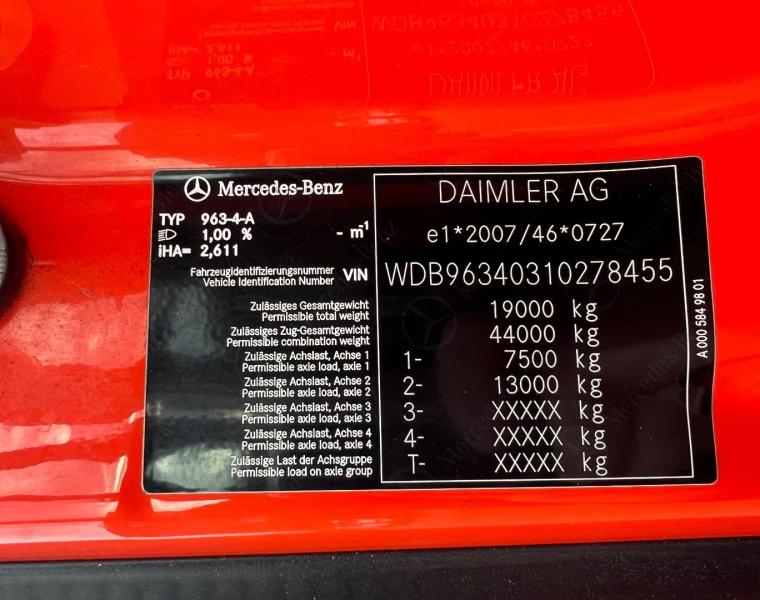 Mercedes-Benz
TYP 963-4-A
1,00 % - m¹
iHA= 2,611
Fahrzeugidentifizierungsnummer VIN
Vehicle Identification Number
Zulässiges Gesamtgewicht
Permissible total weight
Zulässiges Zug-Gesamtgewicht
Permissible combination weight
Zulässige Achslast, Achse 1
Permissible axle load, axle 1
Zulässige Achslast, Achse 2
Permissible axle load, axle 2
Zulässige Achslast, Achse 3
Permissible axle load, axle 3
Zulässige Achslast, Achse 4
Permissible axle load, axle 4
Zulässige Last der Achsgruppe
Permissible load on axle group
DAIMLER AG
e1*2007/46*0727
WDB96340310278455
19000 kg
44000 kg
1- 7500 kg
2- 13000 kg
3- XXXXX kg
4- XXXXX kg
T- XXXXX kg
A 000 584 98 01